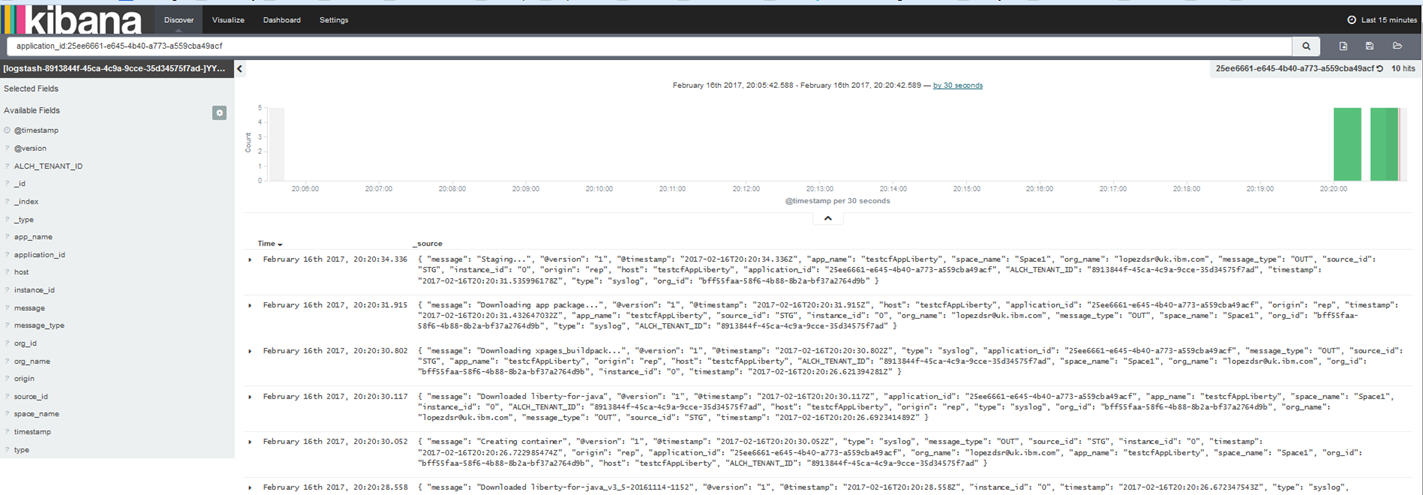 kibana Discover Visualize Dashboard Settings Last 15 minutes
application_id:25ee6661-e645-4b40-a773-a559cba49acf
[logstash-8913844f-45ca-4c9a-9cce-35d34575f7ad-]YY... 25ee6661-e645-4b40-a773-a559cba49acf 10 hits
Selected Fields
Available Fields
@timestamp
@version
ALCH_TENANT_ID
_id
_index
_type
app_name
application_id
host
instance_id
message
message_type
org_id
org_name
origin
source_id
space_name
timestamp
type
February 16th 2017, 20:05:42.588 - February 16th 2017, 20:20:42.589 — by 30 seconds
Count
5
4
3
2
1
0
20:06:00 20:07:00 20:08:00 20:09:00 20:10:00 20:11:00 20:12:00 20:13:00 20:14:00 20:15:00 20:16:00 20:17:00 20:18:00 20:19:00 20:20:00
@timestamp per 30 seconds
Time _source
February 16th 2017, 20:20:34.336 { "message": "Staging...", "@version": "1", "@timestamp": "2017-02-16T20:20:34.336Z", "app_name": "testcfAppLiberty", "space_name": "Space1", "org_name": "lopezdsr@uk.ibm.com", "message_type": "OUT", "source_id":
"STG", "instance_id": "0", "origin": "rep", "host": "testcfAppLiberty", "application_id": "25ee6661-e645-4b40-a773-a559cba49acf", "ALCH_TENANT_ID": "8913844f-45ca-4c9a-9cce-35d34575f7ad", "timestamp":
"2017-02-16T20:20:31.535996178Z", "type": "syslog", "org_id": "bff55faa-58f6-4b88-8b2a-bf37a2764d9b" }
February 16th 2017, 20:20:31.915 { "message": "Downloading app package...", "@version": "1", "@timestamp": "2017-02-16T20:20:31.915Z", "host": "testcfAppLiberty", "application_id": "25ee6661-e645-4b40-a773-a559cba49acf", "origin": "rep", "timestamp":
"2017-02-16T20:20:31.432647032Z", "app_name": "testcfAppLiberty", "source_id": "STG", "instance_id": "0", "org_name": "lopezdsr@uk.ibm.com", "message_type": "OUT", "space_name": "Space1", "org_id": "bff55faa-
58f6-4b88-8b2a-bf37a2764d9b", "type": "syslog", "ALCH_TENANT_ID": "8913844f-45ca-4c9a-9cce-35d34575f7ad" }
February 16th 2017, 20:20:30.802 { "message": "Downloading xpages_buildpack...", "@version": "1", "@timestamp": "2017-02-16T20:20:30.802Z", "type": "syslog", "application_id": "25ee6661-e645-4b40-a773-a559cba49acf", "message_type": "OUT", "source_id":
"STG", "app_name": "testcfAppLiberty", "origin": "rep", "host": "testcfAppLiberty", "ALCH_TENANT_ID": "8913844f-45ca-4c9a-9cce-35d34575f7ad", "space_name": "Space1", "org_name": "lopezdsr@uk.ibm.com", "org_id":
"bff55faa-58f6-4b88-8b2a-bf37a2764d9b", "instance_id": "0", "timestamp": "2017-02-16T20:20:26.621394281Z" }
February 16th 2017, 20:20:30.117 { "message": "Downloaded liberty-for-java", "@version": "1", "@timestamp": "2017-02-16T20:20:30.117Z", "application_id": "25ee6661-e645-4b40-a773-a559cba49acf", "app_name": "testcfAppLiberty", "space_name": "Space1",
"instance_id": "0", "ALCH_TENANT_ID": "8913844f-45ca-4c9a-9cce-35d34575f7ad", "host": "testcfAppLiberty", "origin": "rep", "type": "syslog", "org_id": "bff55faa-58f6-4b88-8b2a-bf37a2764d9b", "org_name":
"lopezdsr@uk.ibm.com", "message_type": "OUT", "source_id": "STG", "timestamp": "2017-02-16T20:20:26.692341489Z" }
February 16th 2017, 20:20:30.052 { "message": "Creating container", "@version": "1", "@timestamp": "2017-02-16T20:20:30.052Z", "type": "syslog", "message_type": "OUT", "source_id": "STG", "instance_id": "0", "timestamp":
"2017-02-16T20:20:26.722985474Z", "origin": "rep", "application_id": "25ee6661-e645-4b40-a773-a559cba49acf", "org_name": "lopezdsr@uk.ibm.com", "app_name": "testcfAppLiberty", "space_name": "Space1", "org_id":
"bff55faa-58f6-4b88-8b2a-bf37a2764d9b", "host": "testcfAppLiberty", "ALCH_TENANT_ID": "8913844f-45ca-4c9a-9cce-35d34575f7ad" }
February 16th 2017, 20:20:28.558 { "message": "Downloaded liberty-for-java_v3_5-20161114-1152", "@version": "1", "@timestamp": "2017-02-16T20:20:28.558Z", "instance_id": "0", "timestamp": "2017-02-16T20:20:26.672347543Z", "type": "syslog",